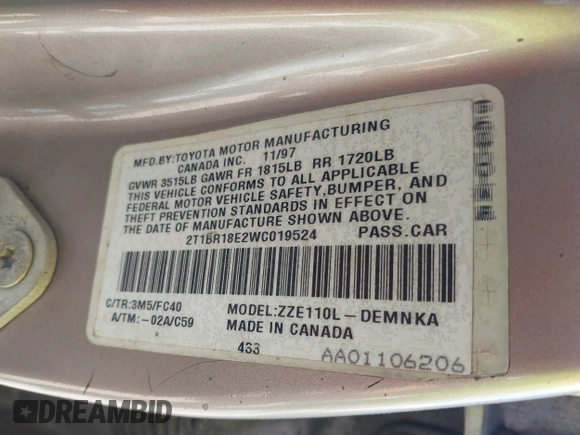 MFD.BY:TOYOTA MOTOR MANUFACTURING
CANADA INC. 11/97
GVWR 3515LB GAWR FR 1815LB RR 1720LB
THIS VEHICLE CONFORMS TO ALL APPLICABLE
FEDERAL MOTOR VEHICLE SAFETY,BUMPER, AND
THEFT PREVENTION STANDARDS IN EFFECT ON
THE DATE OF MANUFACTURE SHOWN ABOVE.
2T1BR18E2WC019524 PASS.CAR
C/TR:3M5/FC40 MODEL:ZZE110L-DEMNKA
A/TM:-02A/C59 MADE IN CANADA
433 AA01106206
DREAMBID